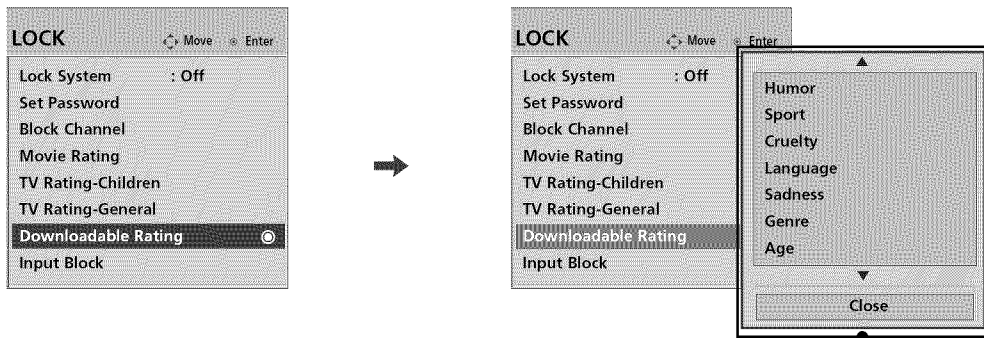 LOCK
Move Enter
Lock System : Off
Set Password
Block Channel
Movie Rating
TV Rating-Children
TV Rating-General
Downloadable Rating
Input Block
LOCK
Move Enter
Lock System : Off
Set Password
Block Channel
Movie Rating
TV Rating-Children
TV Rating-General
Downloadable Rating
Input Block
Humor
Sport
Cruelty
Language
Sadness
Genre
Age
Close